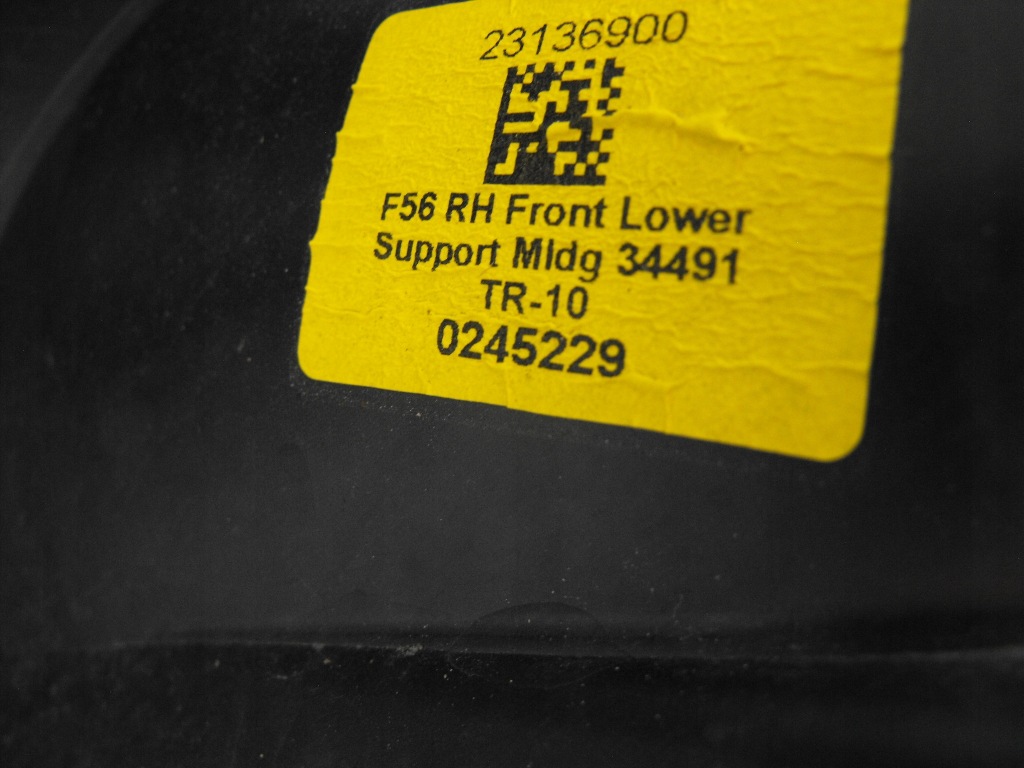 23136900
F56 RH Front Lower
Support Mldg 34491
TR-10
0245229